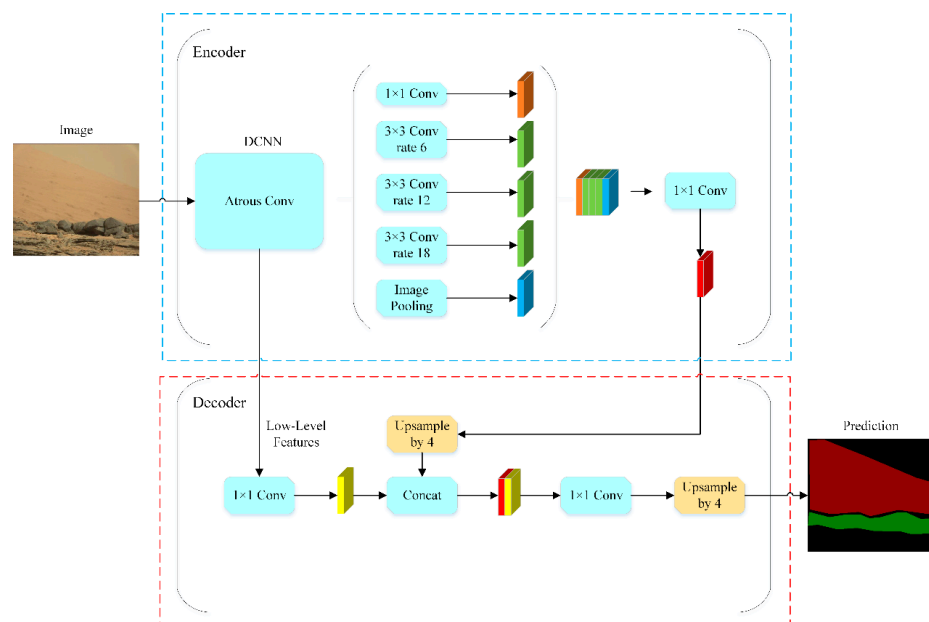 Encoder
Image
DCNN
Atrous Conv
1×1 Conv
3×3 Conv
rate 6
3×3 Conv
rate 12
3×3 Conv
rate 18
Image
Pooling
1×1 Conv
Decoder
Low-Level
Features
Upsample
by 4
1×1 Conv
Concat
1×1 Conv
Upsample
by 4
Prediction